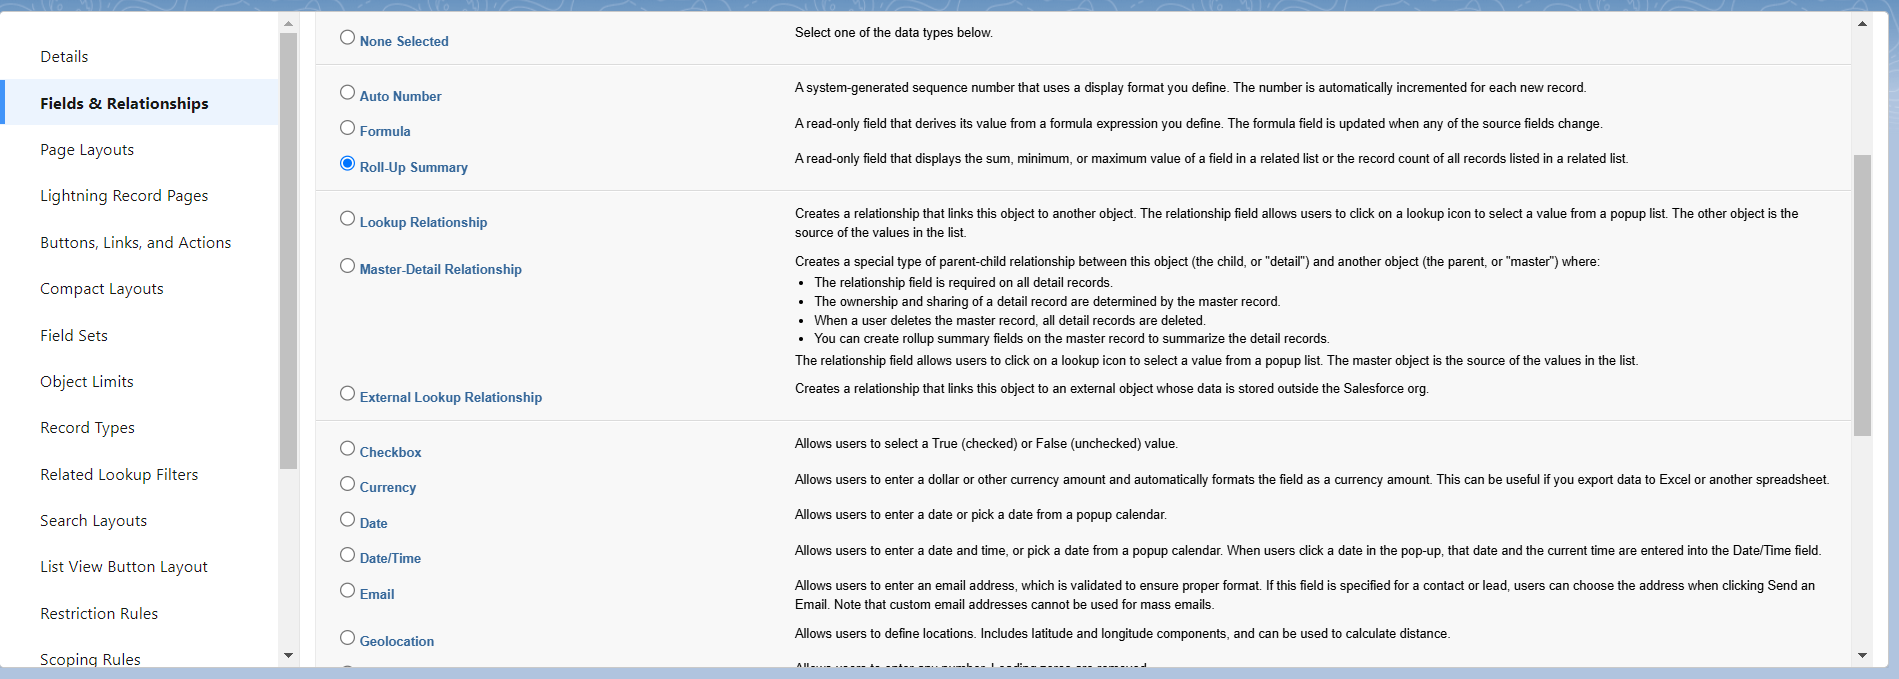 Details
Fields & Relationships
Page Layouts
Lightning Record Pages
Buttons, Links, and Actions
Compact Layouts
Field Sets
Object Limits
Record Types
Related Lookup Filters
Search Layouts
List View Button Layout
Restriction Rules
Scoping Rules
None Selected
Select one of the data types below.
Auto Number
A system-generated sequence number that uses a display format you define. The number is automatically incremented for each new record.
Formula
A read-only field that derives its value from a formula expression you define. The formula field is updated when any of the source fields change.
Roll-Up Summary
A read-only field that displays the sum, minimum, or maximum value of a field in a related list or the record count of all records listed in a related list.
Lookup Relationship
Creates a relationship that links this object to another object. The relationship field allows users to click on a lookup icon to select a value from a popup list. The other object is the
source of the values in the list.
Master-Detail Relationship
Creates a special type of parent-child relationship between this object (the child, or "detail") and another object (the parent, or "master") where:
• The relationship field is required on all detail records.
• The ownership and sharing of a detail record are determined by the master record.
• When a user deletes the master record, all detail records are deleted.
• You can create rollup summary fields on the master record to summarize the detail records.
The relationship field allows users to click on a lookup icon to select a value from a popup list. The master object is the source of the values in the list.
External Lookup Relationship
Creates a relationship that links this object to an external object whose data is stored outside the Salesforce org.
Checkbox
Allows users to select a True (checked) or False (unchecked) value.
Currency
Allows users to enter a dollar or other currency amount and automatically formats the field as a currency amount. This can be useful if you export data to Excel or another spreadsheet.
Date
Allows users to enter a date or pick a date from a popup calendar.
Date/Time
Allows users to enter a date and time, or pick a date from a popup calendar. When users click a date in the pop-up, that date and the current time are entered into the Date/Time field.
Email
Allows users to enter an email address, which is validated to ensure proper format. If this field is specified for a contact or lead, users can choose the address when clicking Send an
Email. Note that custom email addresses cannot be used for mass emails.
Geolocation
Allows users to define locations. Includes latitude and longitude components, and can be used to calculate distance.
Allows users to enter any number. Leading zeros are removed.